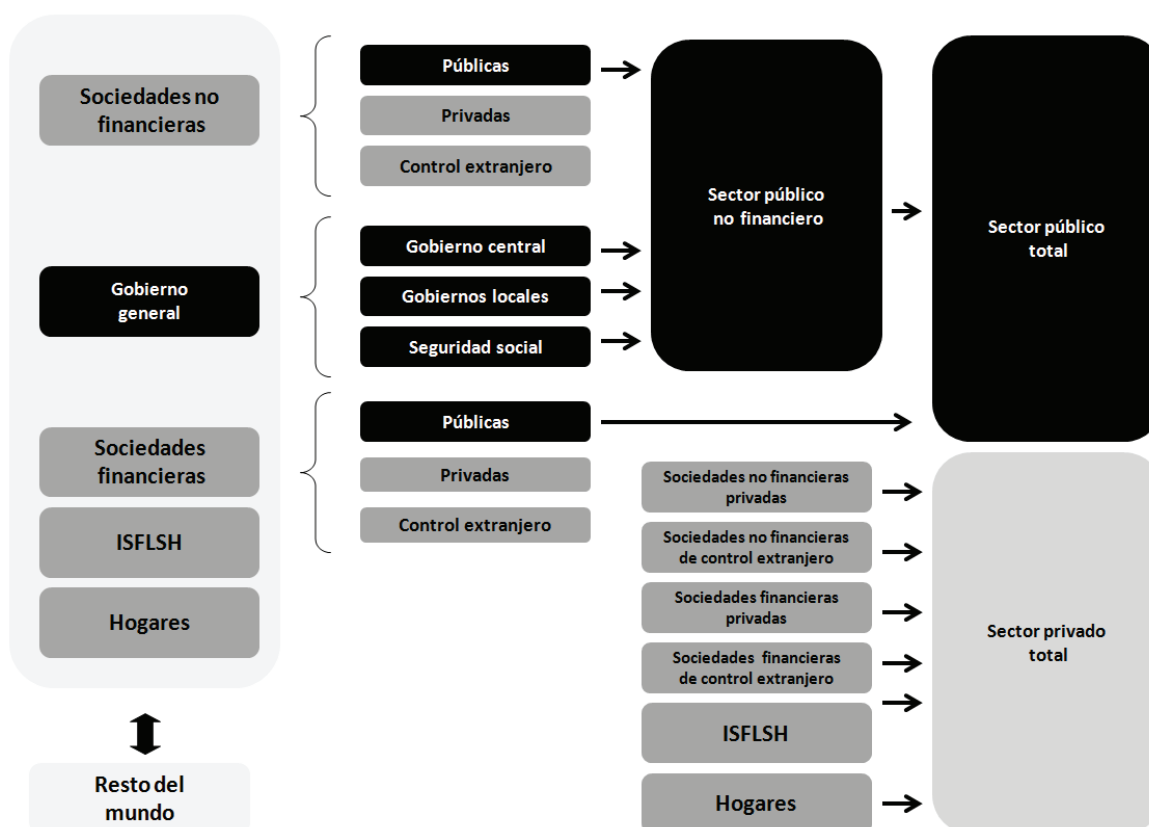 Sociedades no
financieras
Gobierno
general
Sociedades
financieras
ISFLSH
Hogares
Resto del
mundo
Públicas
Privadas
Control extranjero
Gobierno central
Gobiernos locales
Seguridad social
Públicas
Privadas
Control extranjero
Sector público
no financiero
Sector público
total
Sociedades no financieras
privadas
Sociedades no financieras
de control extranjero
Sociedades financieras
privadas
Sociedades financieras
de control extranjero
ISFLSH
Hogares
Sector privado
total